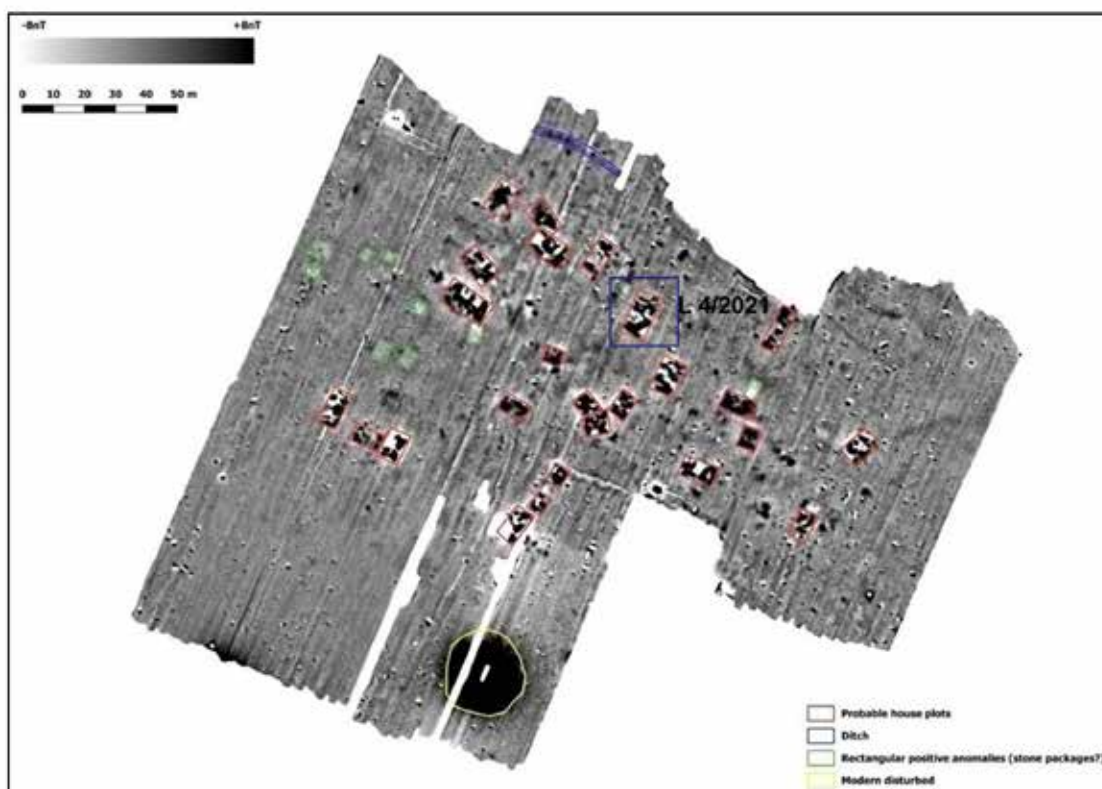 -8nT +8nT
0 10 20 30 40 50 m
L 4/2021
Probable house plots
Ditch
Rectangular positive anomalies (stone packages?)
Modern disturbed